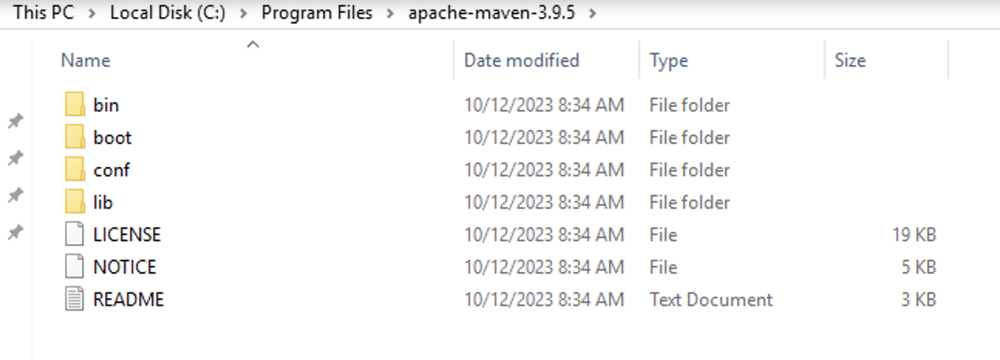 This PC > Local Disk (C:) > Program Files > apache-maven-3.9.5 >
Name Date modified Type Size
bin 10/12/2023 8:34 AM File folder
boot 10/12/2023 8:34 AM File folder
conf 10/12/2023 8:34 AM File folder
lib 10/12/2023 8:34 AM File folder
LICENSE 10/12/2023 8:34 AM File 19 KB
NOTICE 10/12/2023 8:34 AM File 5 KB
README 10/12/2023 8:34 AM Text Document 3 KB